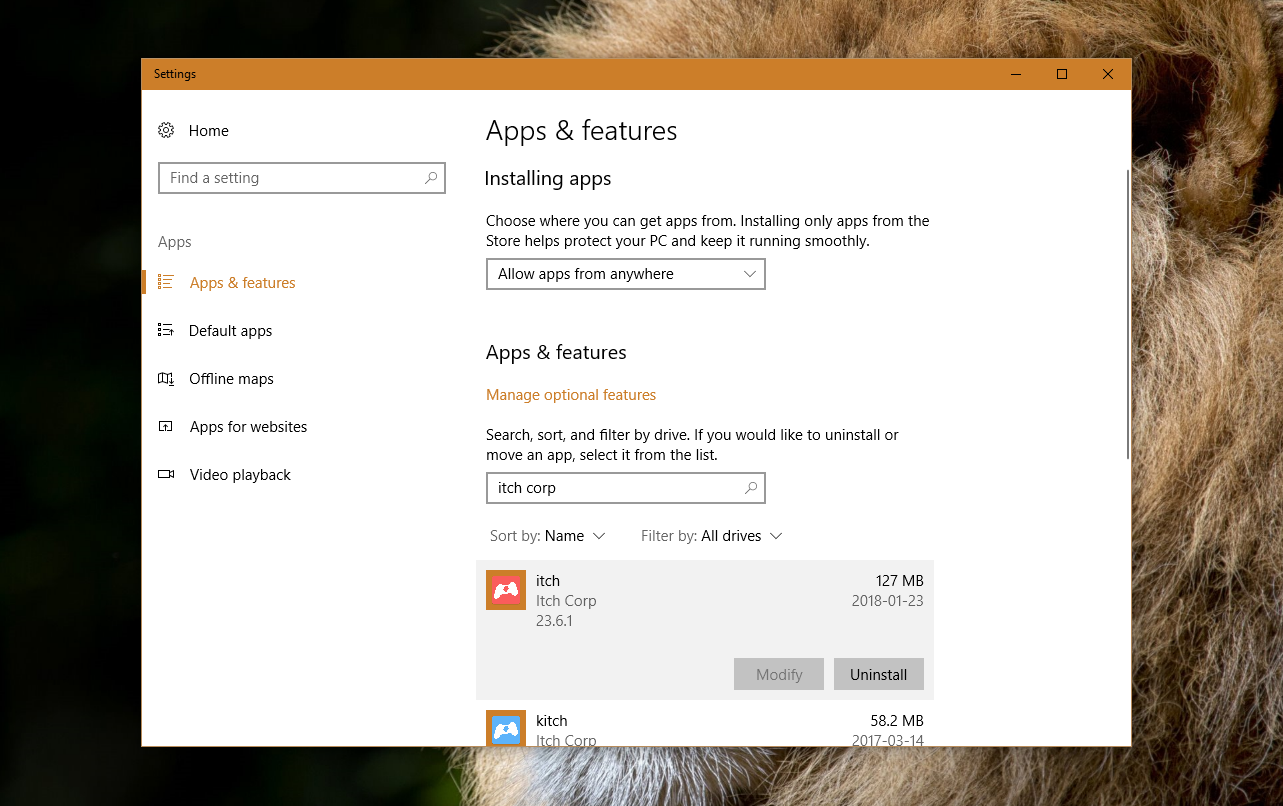 Settings
Home
Find a setting
Apps
Apps & features
Default apps
Offline maps
Apps for websites
Video playback
Apps & features
Installing apps
Choose where you can get apps from. Installing only apps from the
Store helps protect your PC and keep it running smoothly.
Allow apps from anywhere
Apps & features
Manage optional features
Search, sort, and filter by drive. If you would like to uninstall or
move an app, select it from the list.
itch corp
Sort by: Name Filter by: All drives
itch 127 MB
Itch Corp 2018-01-23
23.6.1
Modify Uninstall
kitch 58.2 MB
Itch Corp 2017-03-14